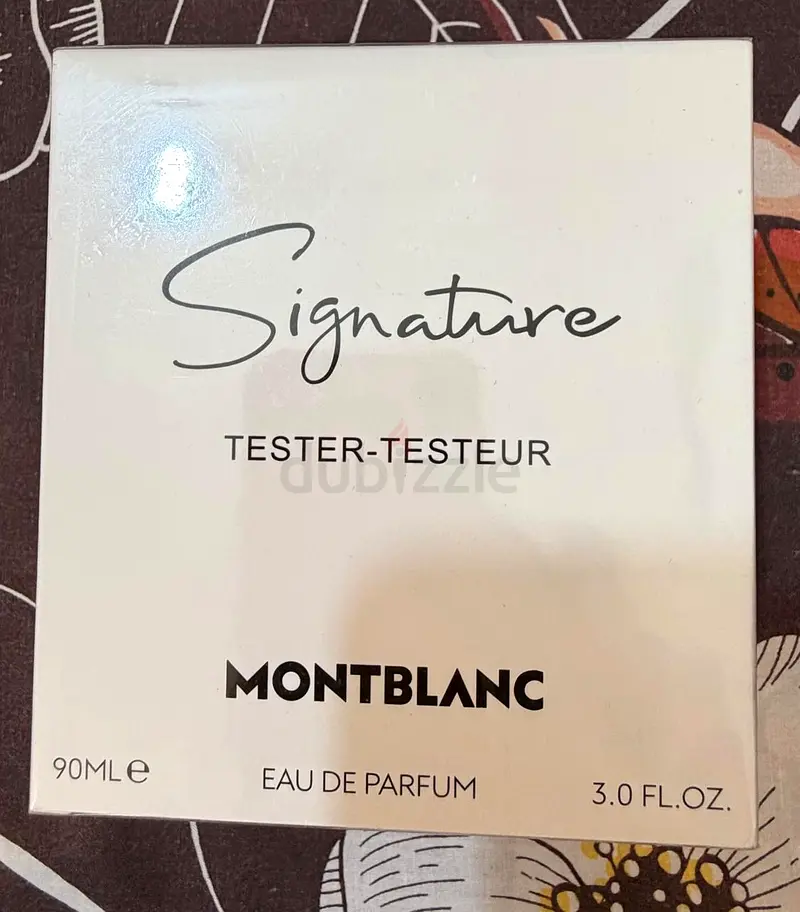 Signature
TESTER-TESTEUR
dubizzle
MONTBLANC
90ML℮
EAU DE PARFUM
3.0 FL.OZ.